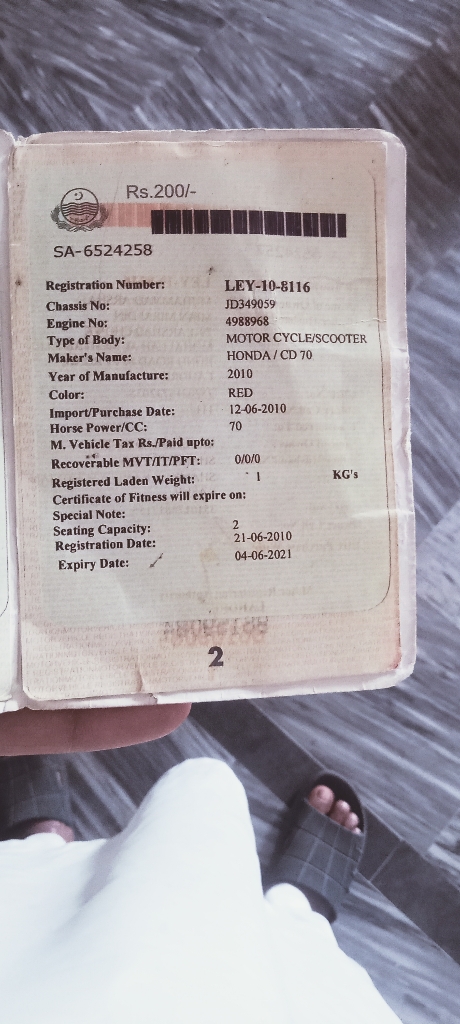 Rs.200/-
SA-6524258
Registration Number: LEY-10-8116
Chassis No: JD349059
Engine No: 4988968
Type of Body: MOTOR CYCLE/SCOOTER
Maker's Name: HONDA / CD 70
Year of Manufacture: 2010
Color: RED
Import/Purchase Date: 12-06-2010
Horse Power/CC: 70
M. Vehicle Tax Rs./Paid upto:
Recoverable MVT/IT/PFT: 0/0/0
Registered Laden Weight: 1 KG's
Certificate of Fitness will expire on:
Special Note:
Seating Capacity: 2
Registration Date: 21-06-2010
Expiry Date: 04-06-2021
2